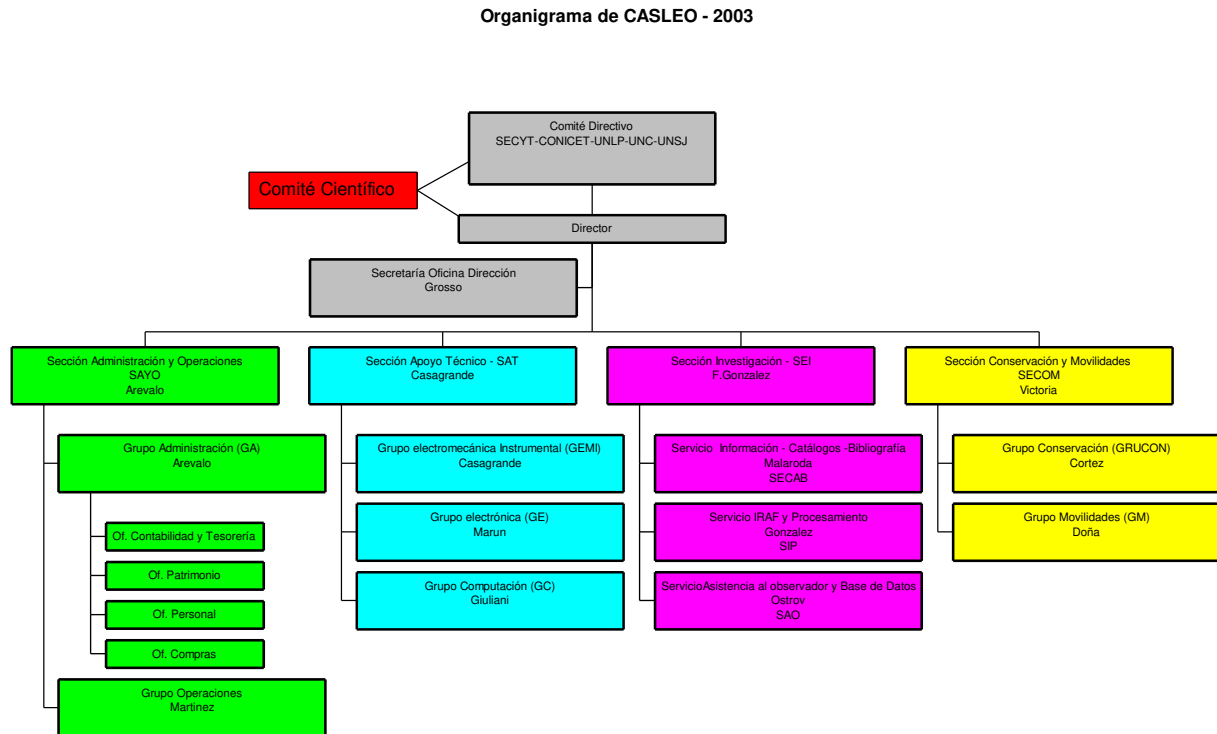 Organigrama de CASLEO - 2003
Comité Directivo
SECYT-CONICET-UNLP-UNC-UNSJ
Comité Científico
Director
Secretaría Oficina Dirección
Grosso
Sección Administración y Operaciones
SAYO
Arevalo
Sección Apoyo Técnico - SAT
Casagrande
Sección Investigación - SEI
F.Gonzalez
Sección Conservación y Movilidades
SECOM
Victoria
Grupo Administración (GA)
Arevalo
Of. Contabilidad y Tesorería
Of. Patrimonio
Of. Personal
Of. Compras
Grupo Operaciones
Martinez
Grupo electromecánica Instrumental (GEMI)
Casagrande
Grupo electrónica (GE)
Marun
Grupo Computación (GC)
Giuliani
Servicio Información - Catálogos -Bibliografía
Malaroda
SECAB
Servicio IRAF y Procesamiento
Gonzalez
SIP
ServicioAsistencia al observador y Base de Datos
Ostrov
SAO
Grupo Conservación (GRUCON)
Cortez
Grupo Movilidades (GM)
Doña